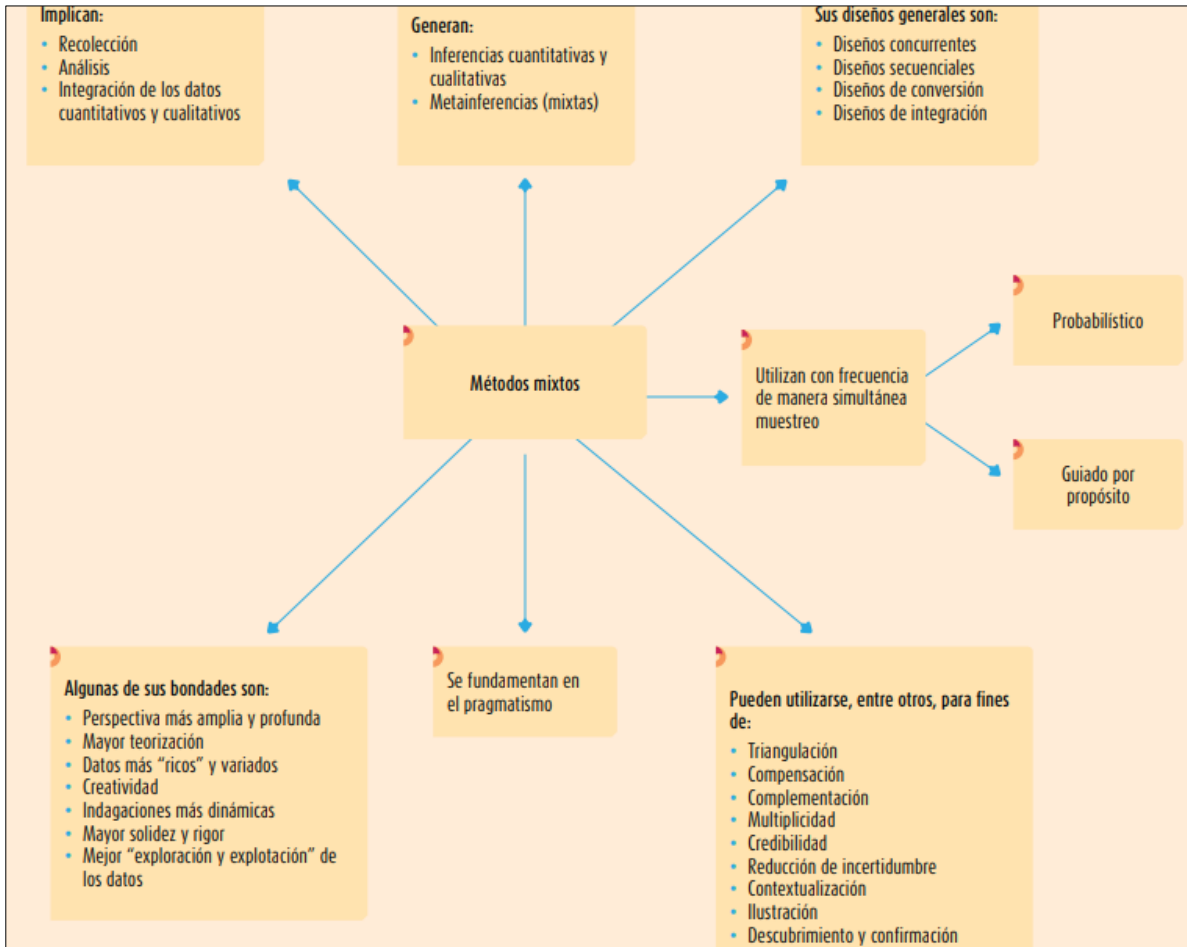 Implican:
• Recolección
• Análisis
• Integración de los datos
cuantitativos y cualitativos
Generan:
• Inferencias cuantitativas y
cualitativas
• Metainferencias (mixtas)
Sus diseños generales son:
• Diseños concurrentes
• Diseños secuenciales
• Diseños de conversión
• Diseños de integración
Métodos mixtos
Utilizan con frecuencia
de manera simultánea
muestreo
Probabilístico
Guiado por
propósito
Algunas de sus bondades son:
• Perspectiva más amplia y profunda
• Mayor teorización
• Datos más “ricos” y variados
• Creatividad
• Indagaciones más dinámicas
• Mayor solidez y rigor
• Mejor “exploración y explotación” de
los datos
Se fundamentan en
el pragmatismo
Pueden utilizarse, entre otros, para fines
de:
• Triangulación
• Compensación
• Complementación
• Multiplicidad
• Credibilidad
• Reducción de incertidumbre
• Contextualización
• Ilustración
• Descubrimiento y confirmación